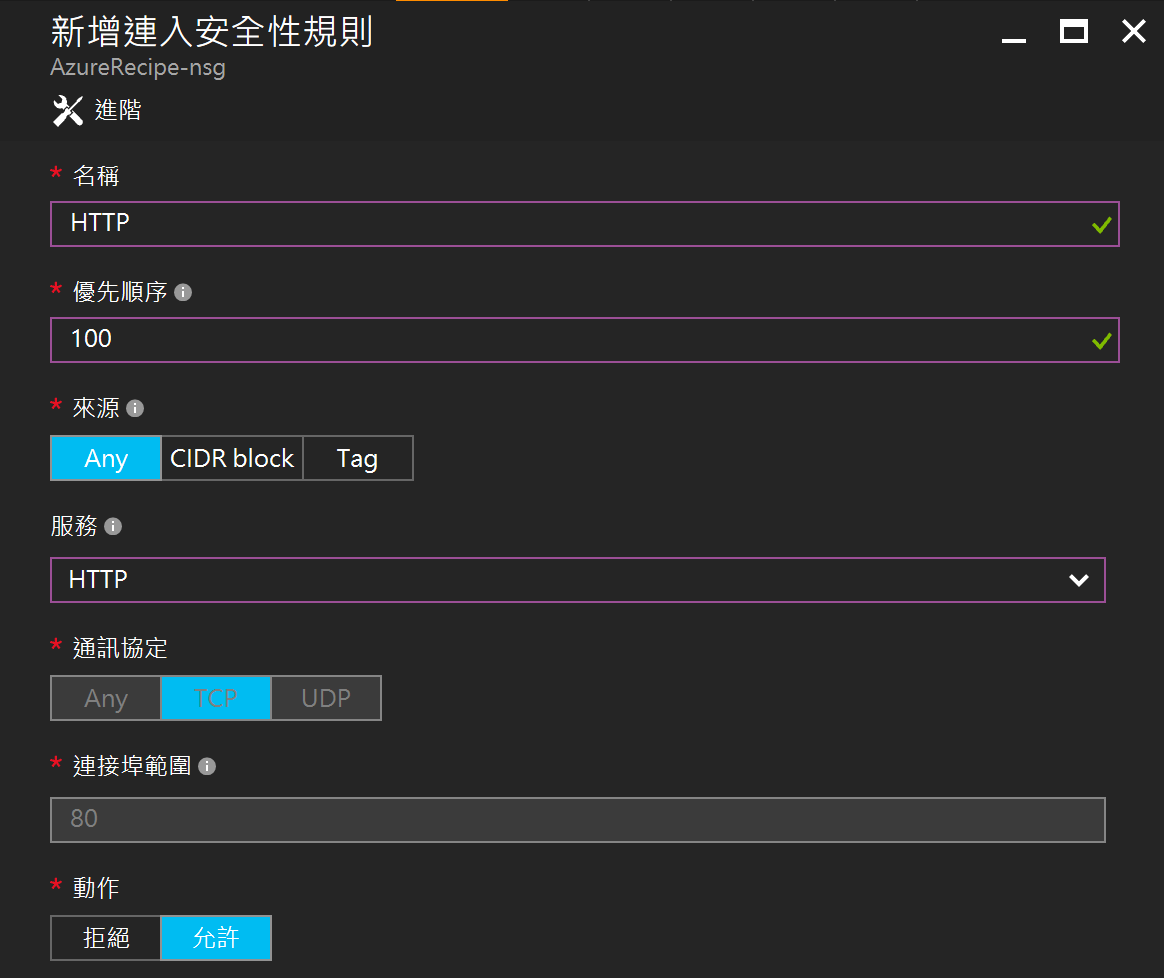 新增連入安全性規則
AzureRecipe-nsg
進階
* 名稱
HTTP
* 優先順序
100
* 來源
Any CIDR block Tag
服務
HTTP
* 通訊協定
Any TCP UDP
* 連接埠範圍
80
* 動作
拒絕 允許